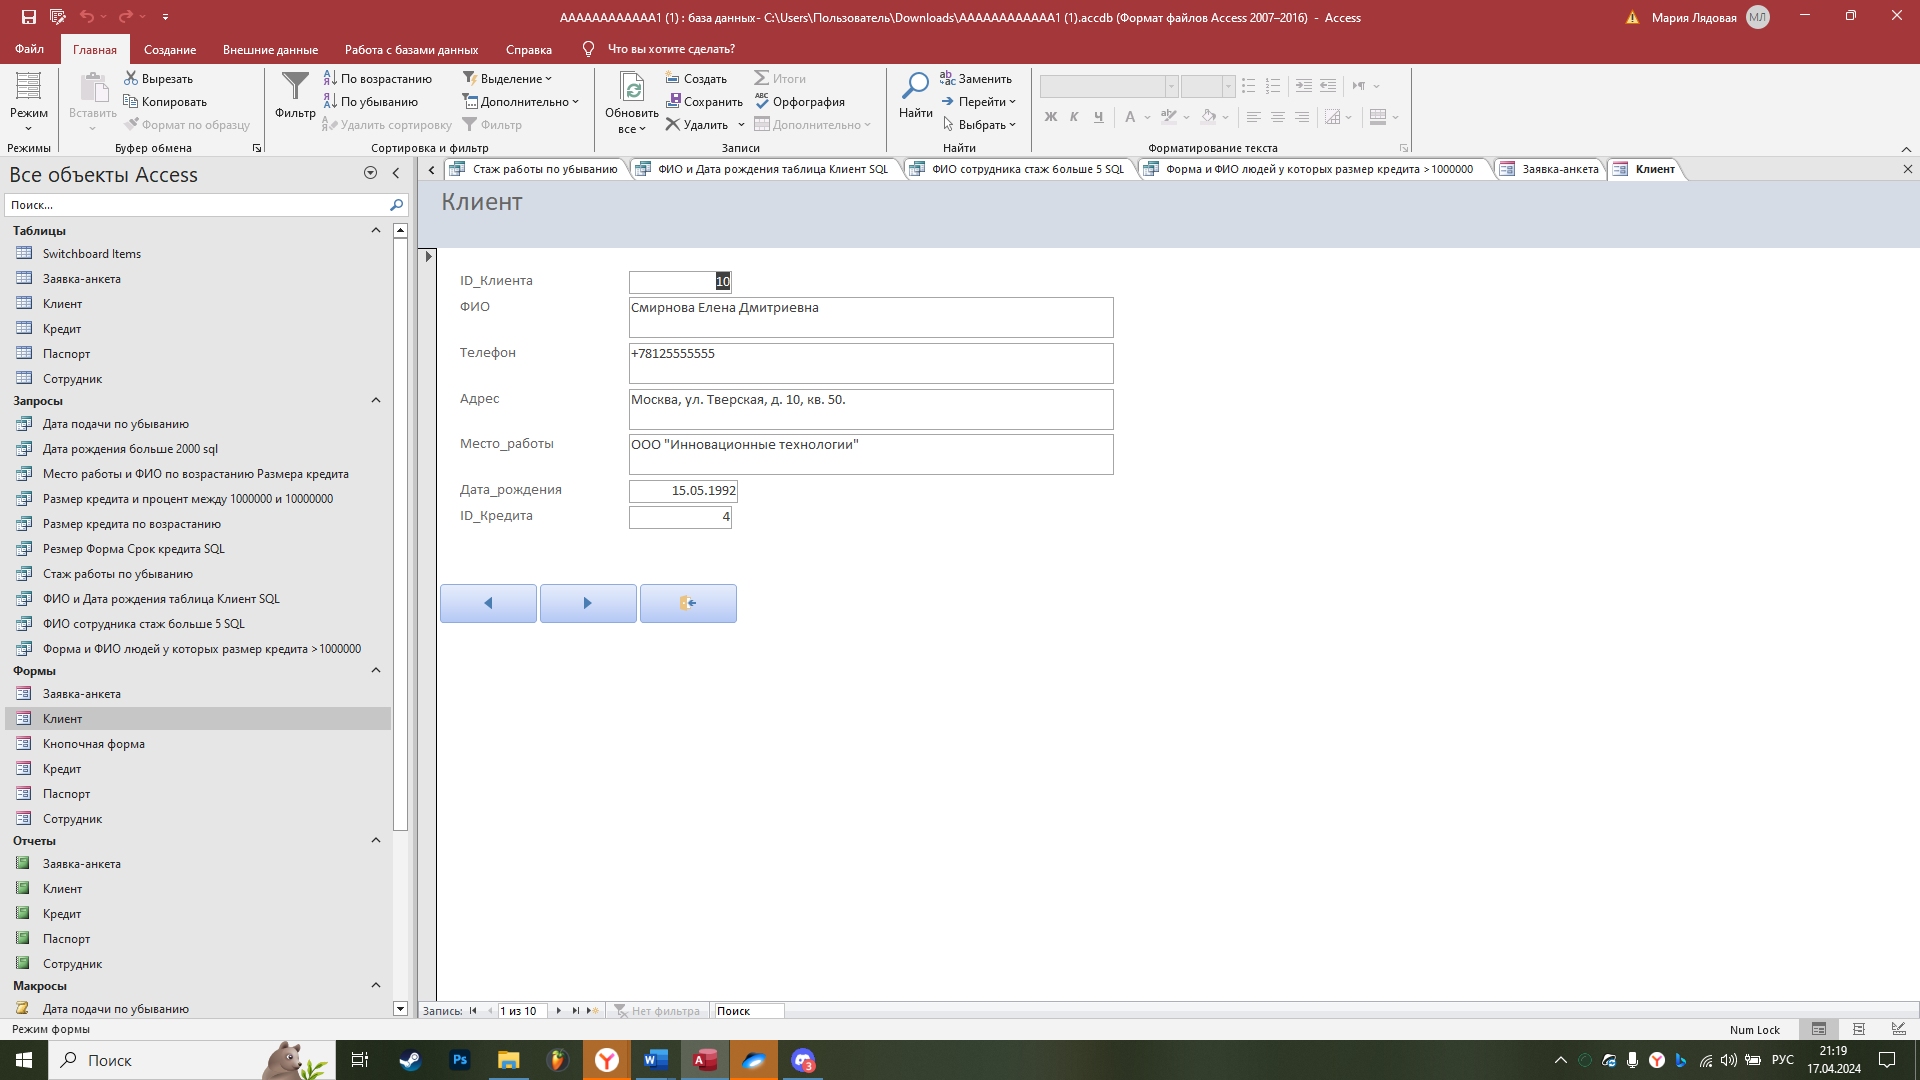 АААААААААААА1 (1) : база данных- C:\Users\Пользователь\Downloads\АААААААААААА1 (1).accdb (Формат файлов Access 2007–2016) - Access
Мария Лядовая
МЛ
Файл
Главная
Создание
Внешние данные
Работа с базами данных
Справка
Что вы хотите сделать?
Режим
Режимы
Вставить
Вырезать
Копировать
Формат по образцу
Буфер обмена
Фильтр
По возрастанию
По убыванию
Удалить сортировку
Выделение
Дополнительно
Фильтр
Сортировка и фильтр
Обновить
все
Создать
Сохранить
Удалить
Итоги
Орфография
Дополнительно
Записи
Найти
Заменить
Перейти
Выбрать
Найти
Ж К Ч
Форматирование текста
Все объекты Access
Поиск...
Таблицы
Switchboard Items
Заявка-анкета
Клиент
Кредит
Паспорт
Сотрудник
Запросы
Дата подачи по убыванию
Дата рождения больше 2000 sql
Место работы и ФИО по возрастанию Размера кредита
Размер кредита и процент между 1000000 и 10000000
Размер кредита по возрастанию
Резмер Форма Срок кредита SQL
Стаж работы по убыванию
ФИО и Дата рождения таблица Клиент SQL
ФИО сотрудника стаж больше 5 SQL
Форма и ФИО людей у которых размер кредита >1000000
Формы
Заявка-анкета
Клиент
Кнопочная форма
Кредит
Паспорт
Сотрудник
Отчеты
Заявка-анкета
Клиент
Кредит
Паспорт
Сотрудник
Макросы
Дата подачи по убыванию
Стаж работы по убыванию
ФИО и Дата рождения таблица Клиент SQL
ФИО сотрудника стаж больше 5 SQL
Форма и ФИО людей у которых размер кредита >1000000
Заявка-анкета
Клиент
Клиент
ID_Клиента 10
ФИО Смирнова Елена Дмитриевна
Телефон +78125555555
Адрес Москва, ул. Тверская, д. 10, кв. 50.
Место_работы ООО "Инновационные технологии"
Дата_рождения 15.05.1992
ID_Кредита 4
Запись: 1 из 10 Нет фильтра Поиск
Режим формы
Num Lock
Поиск
3
РУС
21:19
17.04.2024